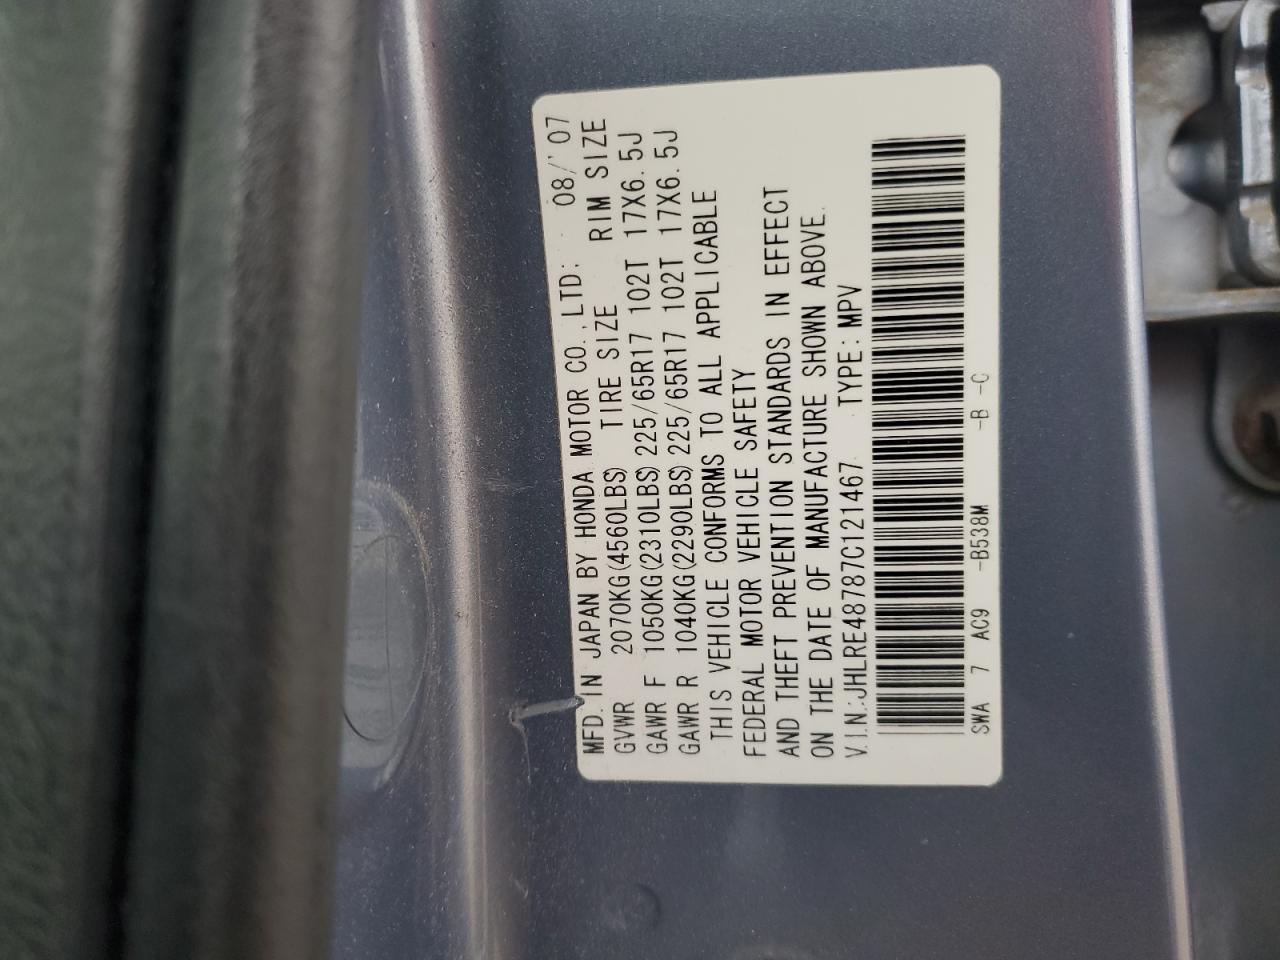 MFD. IN JAPAN BY HONDA MOTOR CO., LTD: 08/'07
GVWR 2070KG(4560LBS) TIRE SIZE RIM SIZE
GAWR F 1050KG(2310LBS) 225/65R17 102T 17X6.5J
GAWR R 1040KG(2290LBS) 225/65R17 102T 17X6.5J
THIS VEHICLE CONFORMS TO ALL APPLICABLE
FEDERAL MOTOR VEHICLE SAFETY
AND THEFT PREVENTION STANDARDS IN EFFECT
ON THE DATE OF MANUFACTURE SHOWN ABOVE.
V.I.N.:JHLRE48787C121467 TYPE:MPV
SWA 7 AC9 -B538M -B -C